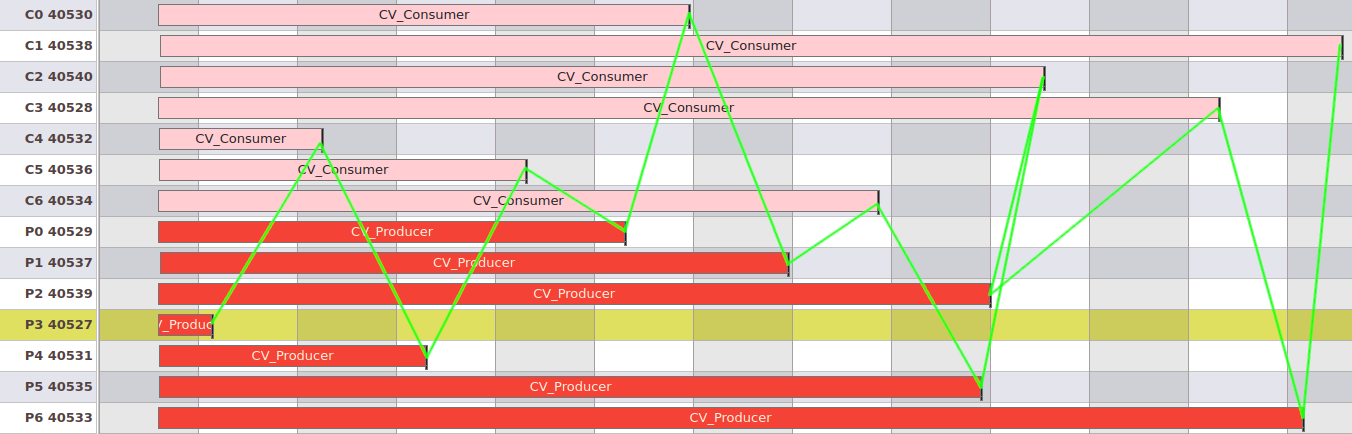 C0 40530 CV_Consumer
C1 40538 CV_Consumer
C2 40540 CV_Consumer
C3 40528 CV_Consumer
C4 40532 CV_Consumer
C5 40536 CV_Consumer
C6 40534 CV_Consumer
P0 40529 CV_Producer
P1 40537 CV_Producer
P2 40539 CV_Producer
P3 40527 /_Produc
P4 40531 CV_Producer
P5 40535 CV_Producer
P6 40533 CV_Producer